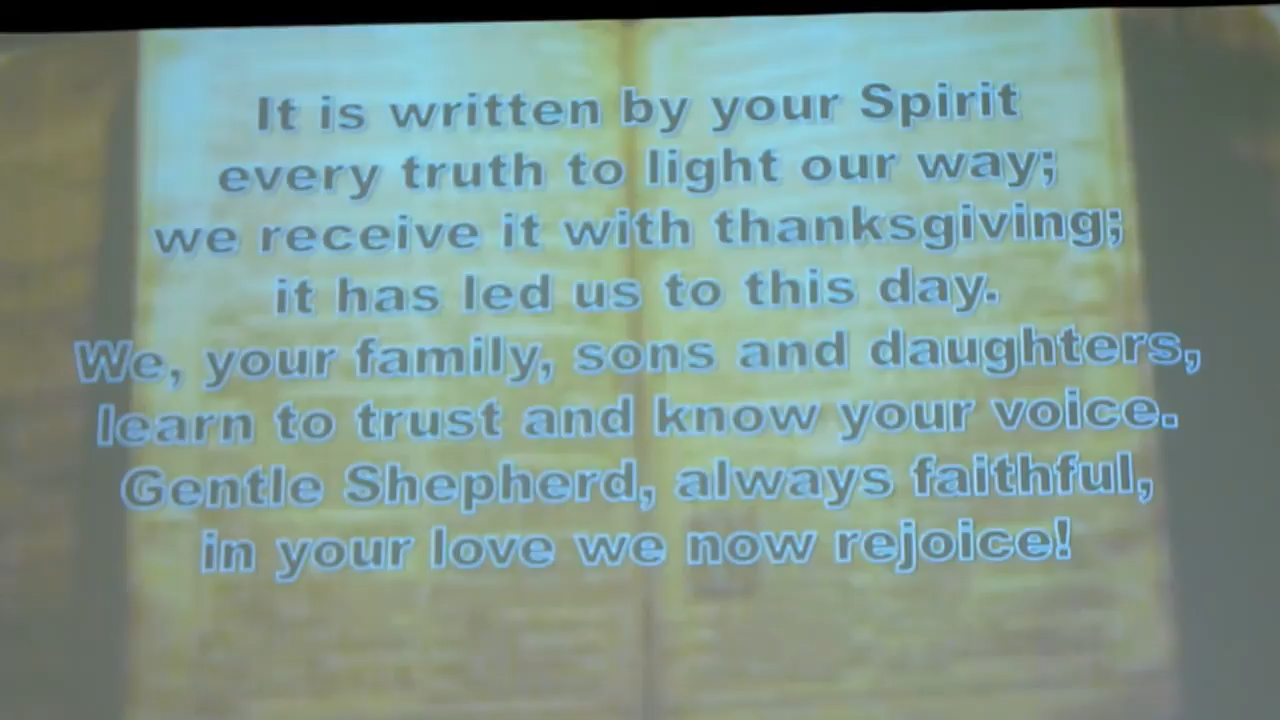 It is written by your Spirit
every truth to light our way;
we receive it with thanksgiving;
it has led us to this day.
We, your family, sons and daughters,
learn to trust and know your voice.
Gentle Shepherd, always faithful,
in your love we now rejoice!